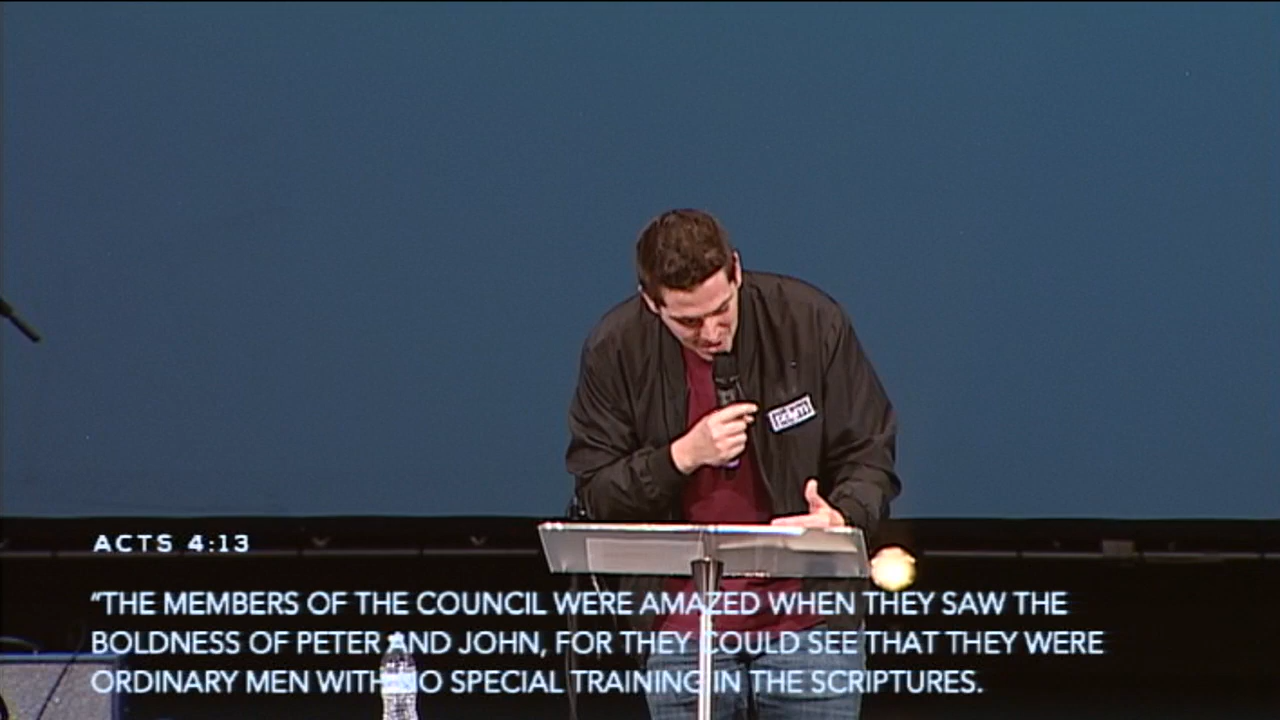 ACTS 4:13
“THE MEMBERS OF THE COUNCIL WERE AMAZED WHEN THEY SAW THE
BOLDNESS OF PETER AND JOHN, FOR THEY COULD SEE THAT THEY WERE
ORDINARY MEN WITH NO SPECIAL TRAINING IN THE SCRIPTURES.